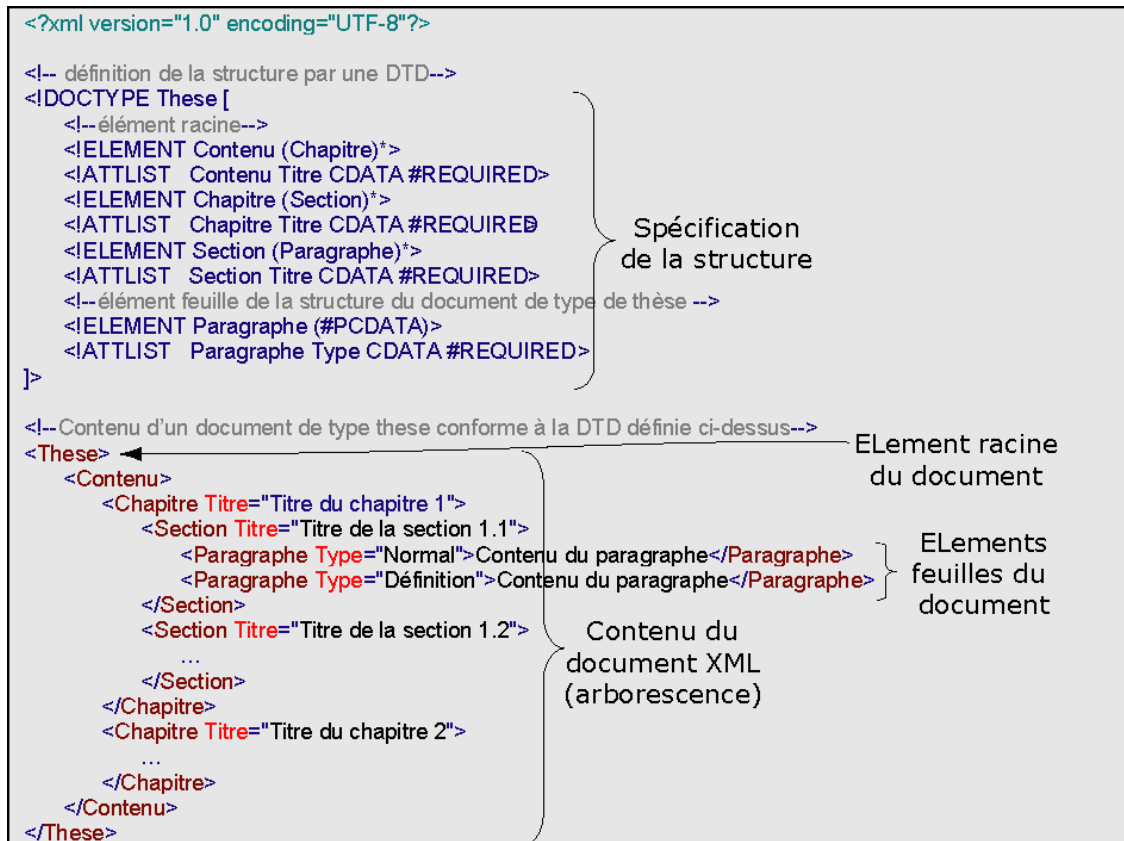 <?xml version="1.0" encoding="UTF-8"?>
<!-- définition de la structure par une DTD-->
<!DOCTYPE These [
<!--élément racine-->
<!ELEMENT Contenu (Chapitre)*>
<!ATTLIST Contenu Titre CDATA #REQUIRED>
<!ELEMENT Chapitre (Section)*>
<!ATTLIST Chapitre Titre CDATA #REQUIRED>
<!ELEMENT Section (Paragraphe)*>
<!ATTLIST Section Titre CDATA #REQUIRED>
<!--élément feuille de la structure du document de type de thèse -->
<!ELEMENT Paragraphe (#PCDATA)>
<!ATTLIST Paragraphe Type CDATA #REQUIRED>
]>
Spécification
de la structure
<!--Contenu d'un document de type these conforme à la DTD définie ci-dessus-->
<These>
<Contenu>
<Chapitre Titre="Titre du chapitre 1">
<Section Titre="Titre de la section 1.1">
<Paragraphe Type="Normal">Contenu du paragraphe</Paragraphe>
<Paragraphe Type="Définition">Contenu du paragraphe</Paragraphe>
</Section>
<Section Titre="Titre de la section 1.2">
...
</Section>
</Chapitre>
<Chapitre Titre="Titre du chapitre 2">
...
</Chapitre>
</Contenu>
</These>
ELement racine
du document
ELements
feuilles du
document
Contenu du
document XML
(arborescence)